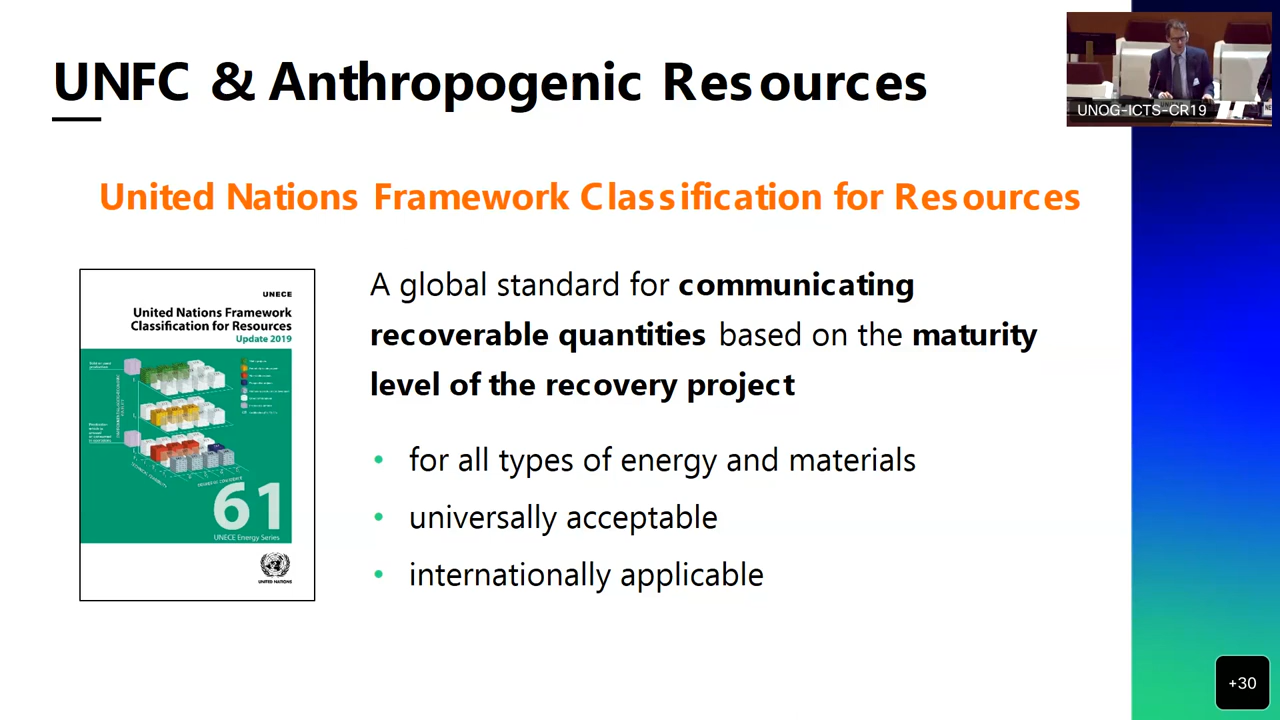 UNFC & Anthropogenic Resources
UNOG-ICTS-CR19
United Nations Framework Classification for Resources
UNECE
United Nations Framework
Classification for Resources
Update 2019
61
UNECE Energy Series
UNITED NATIONS
A global standard for communicating
recoverable quantities based on the maturity
level of the recovery project
• for all types of energy and materials
• universally acceptable
• internationally applicable
+30